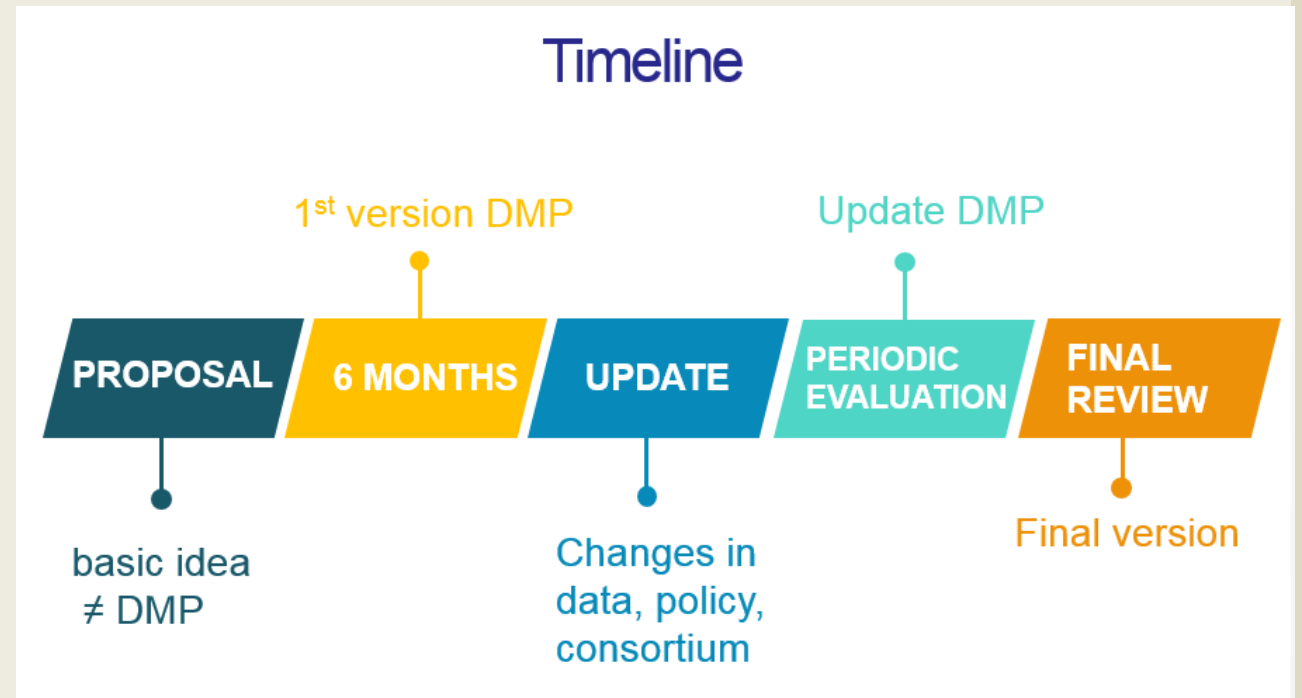 Timeline
1st version DMP
Update DMP
PROPOSAL
6 MONTHS
UPDATE
PERIODIC
EVALUATION
FINAL
REVIEW
basic idea
≠ DMP
Changes in
data, policy,
consortium
Final version